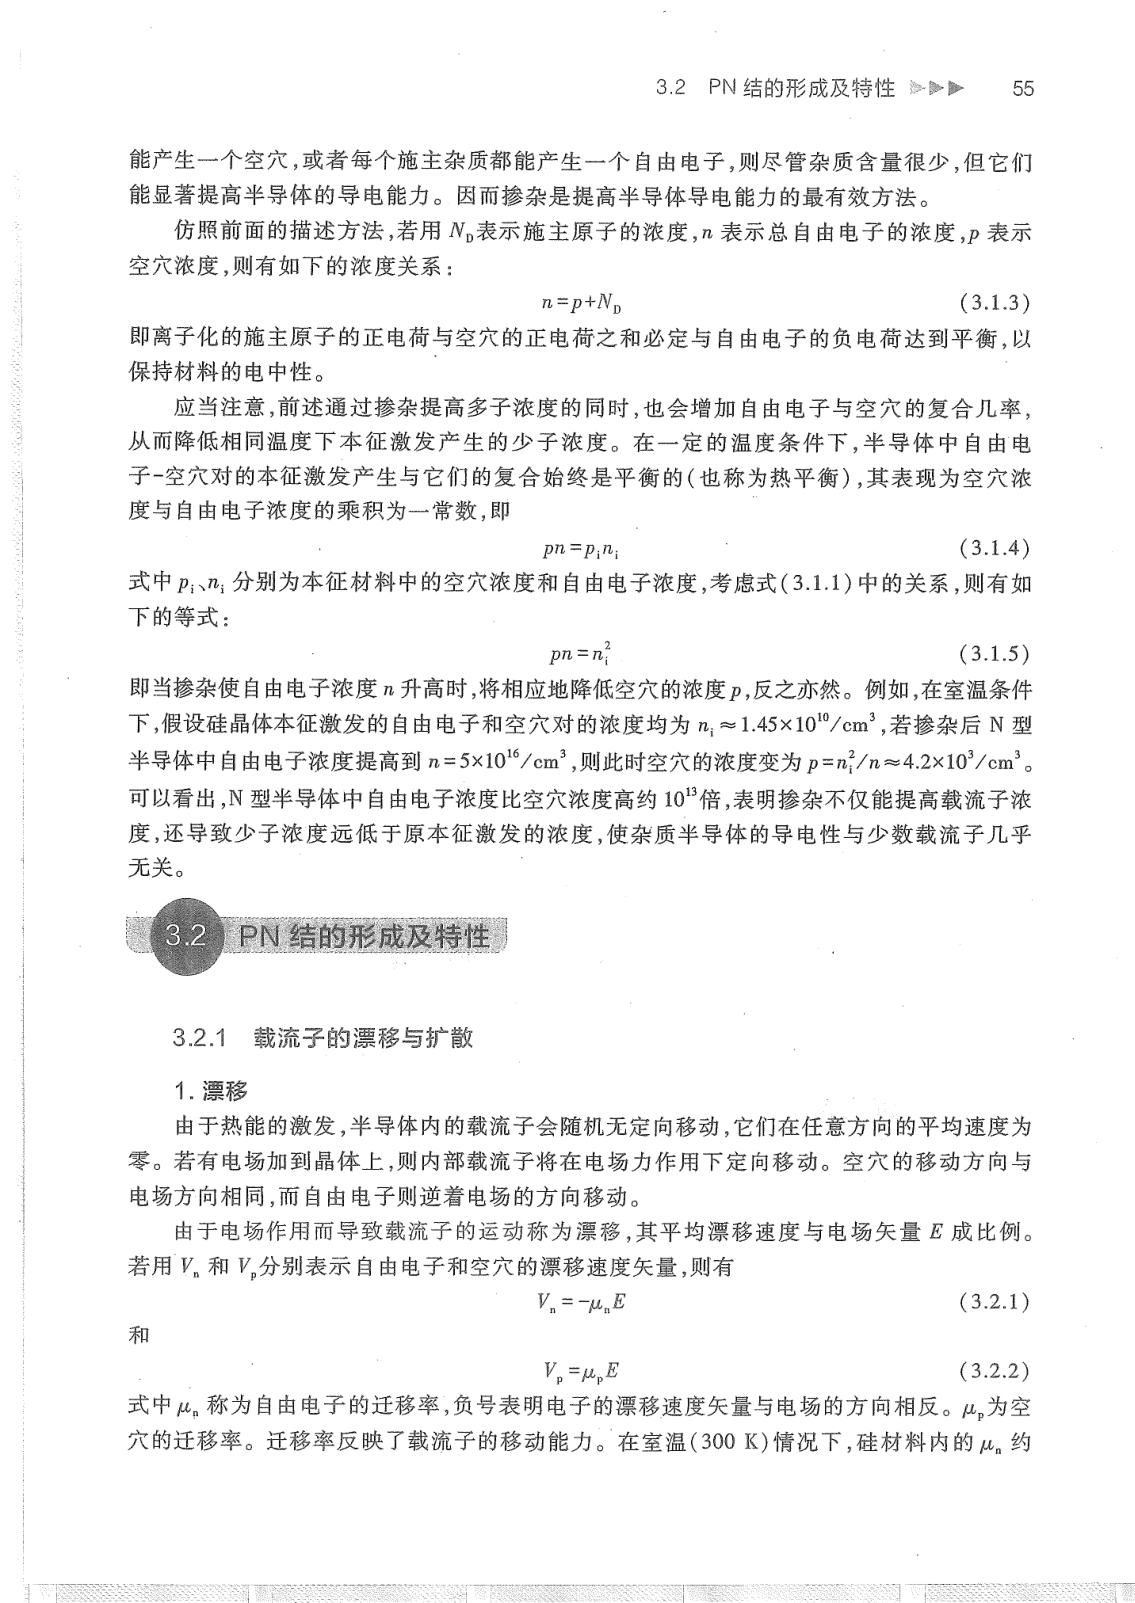 3.2 PN 结的形成及特性 55
能产生一个空穴,或者每个施主杂质都能产生一个自由电子,则尽管杂质含量很少,但它们
能显著提高半导体的导电能力。因而掺杂是提高半导体导电能力的最有效方法。
仿照前面的描述方法,若用 N_D表示施主原子的浓度,n 表示总自由电子的浓度,p 表示
空穴浓度,则有如下的浓度关系:
n=p+N_D (3.1.3)
即离子化的施主原子的正电荷与空穴的正电荷之和必定与自由电子的负电荷达到平衡,以
保持材料的电中性。
应当注意,前述通过掺杂提高多子浓度的同时,也会增加自由电子与空穴的复合几率,
从而降低相同温度下本征激发产生的少子浓度。在一定的温度条件下,半导体中自由电
子-空穴对的本征激发产生与它们的复合始终是平衡的(也称为热平衡),其表现为空穴浓
度与自由电子浓度的乘积为一常数,即
pn=p_i n_i (3.1.4)
式中 p_i、n_i 分别为本征材料中的空穴浓度和自由电子浓度,考虑式(3.1.1)中的关系,则有如
下的等式:
pn=n_i^2 (3.1.5)
即当掺杂使自由电子浓度 n 升高时,将相应地降低空穴的浓度 p,反之亦然。例如,在室温条件
下,假设硅晶体本征激发的自由电子和空穴对的浓度均为 n_i≈1.45×10^10/cm^3,若掺杂后 N 型
半导体中自由电子浓度提高到 n=5×10^16/cm^3,则此时空穴的浓度变为 p=n_i^2/n≈4.2×10^3/cm^3。
可以看出,N 型半导体中自由电子浓度比空穴浓度高约 10^13倍,表明掺杂不仅能提高载流子浓
度,还导致少子浓度远低于原本征激发的浓度,使杂质半导体的导电性与少数载流子几乎
无关。
3.2 PN 结的形成及特性
3.2.1 载流子的漂移与扩散
1. 漂移
由于热能的激发,半导体内的载流子会随机无定向移动,它们在任意方向的平均速度为
零。若有电场加到晶体上,则内部载流子将在电场力作用下定向移动。空穴的移动方向与
电场方向相同,而自由电子则逆着电场的方向移动。
由于电场作用而导致载流子的运动称为漂移,其平均漂移速度与电场矢量 E 成比例。
若用 V_n 和 V_p分别表示自由电子和空穴的漂移速度矢量,则有
V_n=-μ_n E (3.2.1)
和
V_p=μ_p E (3.2.2)
式中 μ_n 称为自由电子的迁移率,负号表明电子的漂移速度矢量与电场的方向相反。μ_p为空
穴的迁移率。迁移率反映了载流子的移动能力。在室温(300 K)情况下,硅材料内的 μ_n 约